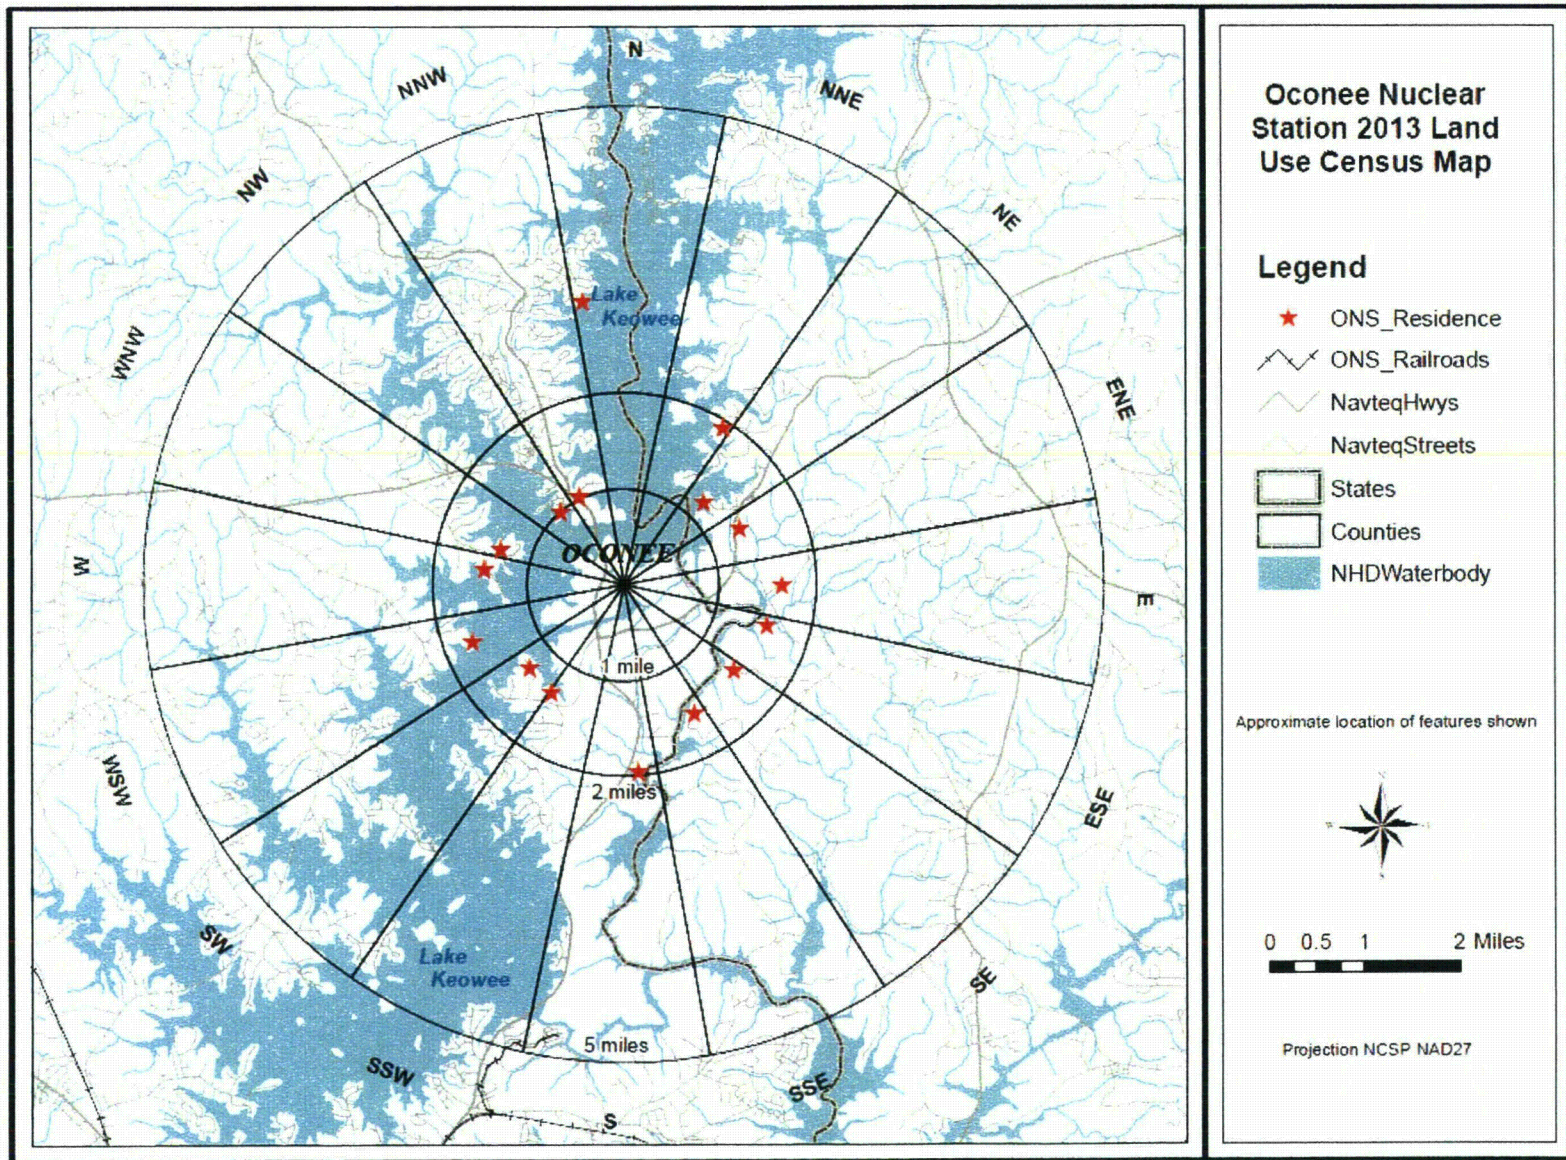 N
NNW
NNE
NW
NE
Lake
Keowee
WNW
ENE
OCONEE
W
E
1 mile
2 miles
WSW
ESE
SW
Lake
Keowee
SE
5 miles
SSW
SSE
S
Oconee Nuclear
Station 2013 Land
Use Census Map
Legend
ONS_Residence
ONS_Railroads
NavteqHwys
NavteqStreets
States
Counties
NHDWaterbody
Approximate location of features shown
0 0.5 1 2 Miles
Projection NCSP NAD27